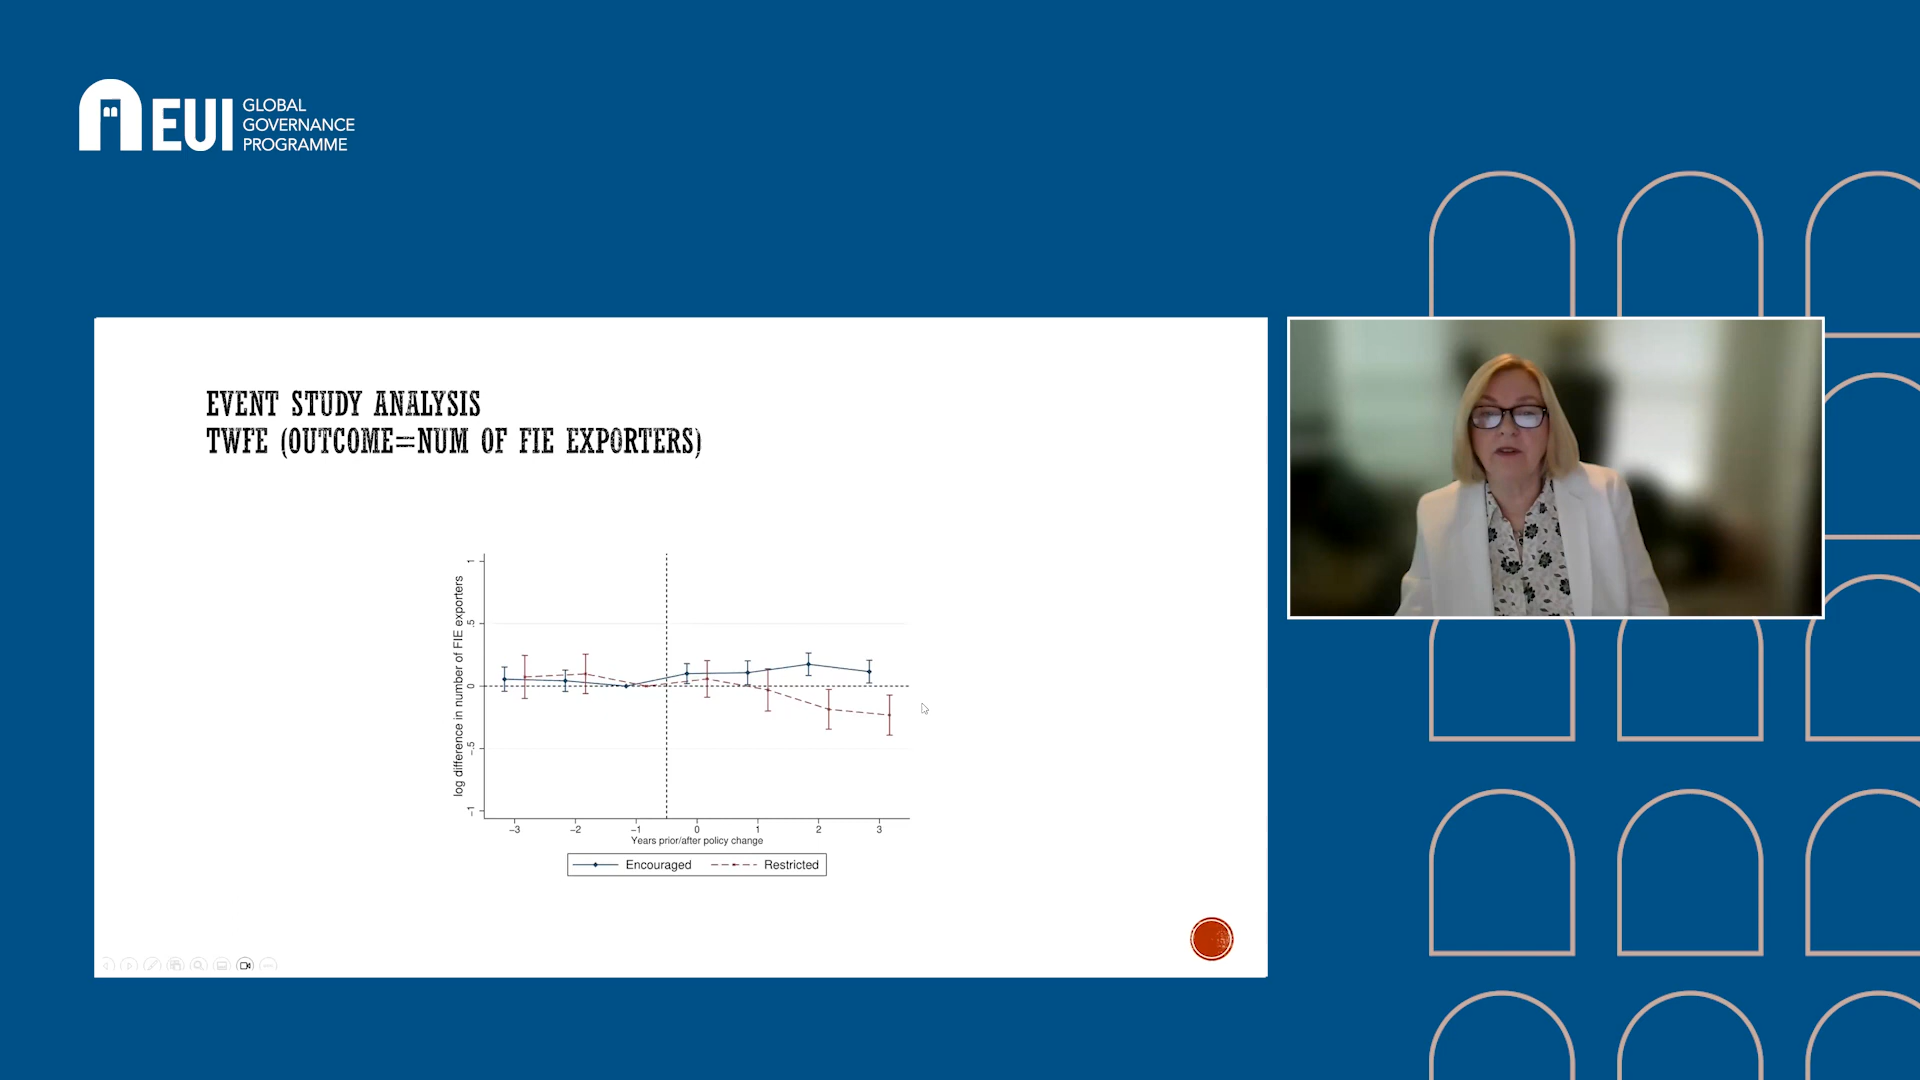 EUI
GLOBAL
GOVERNANCE
PROGRAMME
EVENT STUDY ANALYSIS
TWFE (OUTCOME=NUM OF FIE EXPORTERS)
log difference in number of FIE exporters
1
.5
0
-.5
-1
-3 -2 -1 0 1 2 3
Years prior/after policy change
Encouraged Restricted